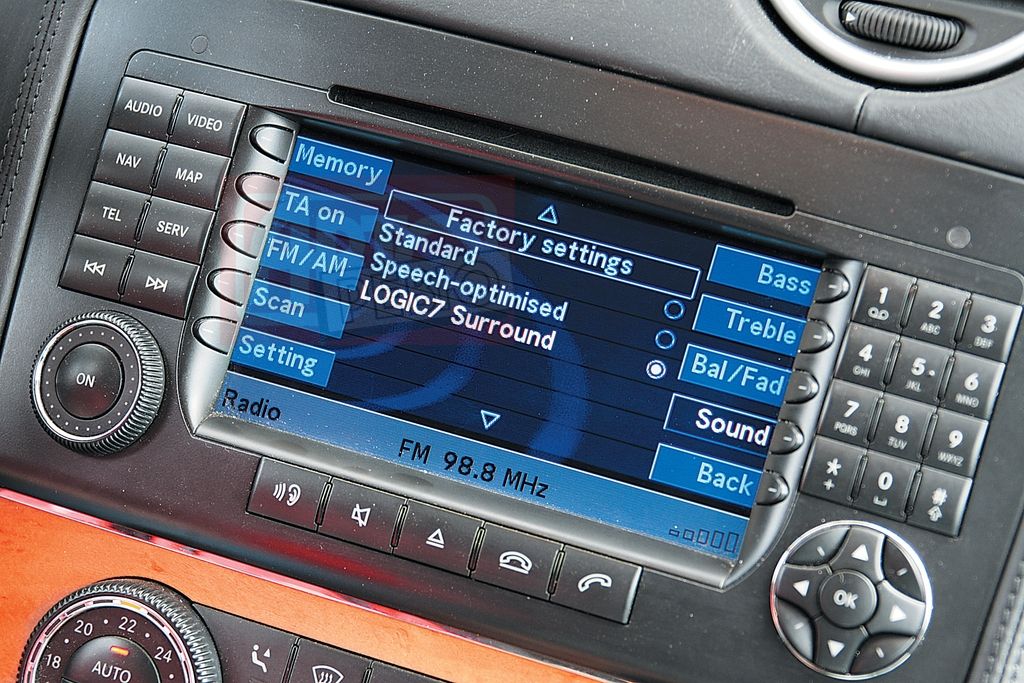 AUDIO
VIDEO
NAV
MAP
TEL
SERV
ON
Memory
TA on
FM/AM
Scan
Setting
Factory settings
Standard
Speech-optimised
LOGIC7 Surround
Bass
Treble
Bal/Fad
Sound
Back
Radio
FM 98.8 MHz
1
2 ABC
3 DEF
4 GHI
5 JKL
6 MNO
7 PQRS
8 TUV
9 WXYZ
* +
0
#
OK
18 20 22 24
AUTO